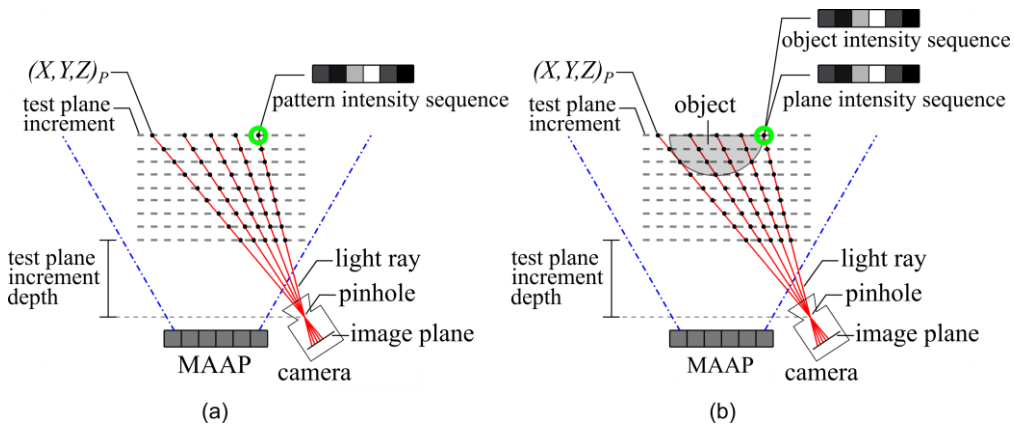 (X,Y,Z)P
test plane
increment
pattern intensity sequence
test plane
increment
depth
light ray
pinhole
image plane
MAAP
camera
(a)
object intensity sequence
(X,Y,Z)P
plane intensity sequence
object
test plane
increment
test plane
increment
depth
light ray
pinhole
image plane
MAAP
camera
(b)